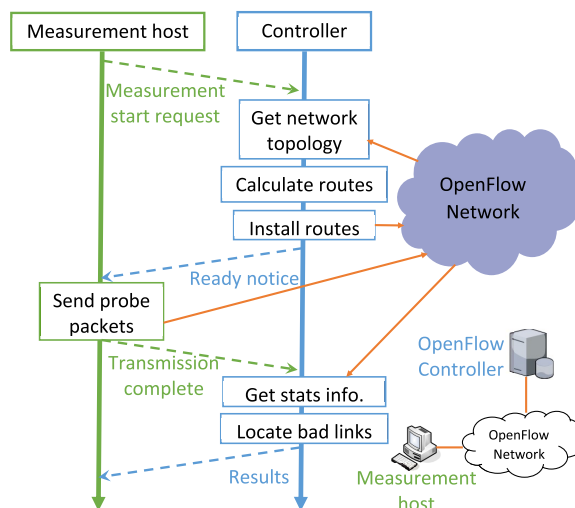 Measurement host
Controller
Measurement
start request
Get network
topology
Calculate routes
Install routes
OpenFlow
Network
Ready notice
Send probe
packets
Transmission
complete
Get stats info.
Locate bad links
Results
OpenFlow
Controller
OpenFlow
Network
Measurement
host